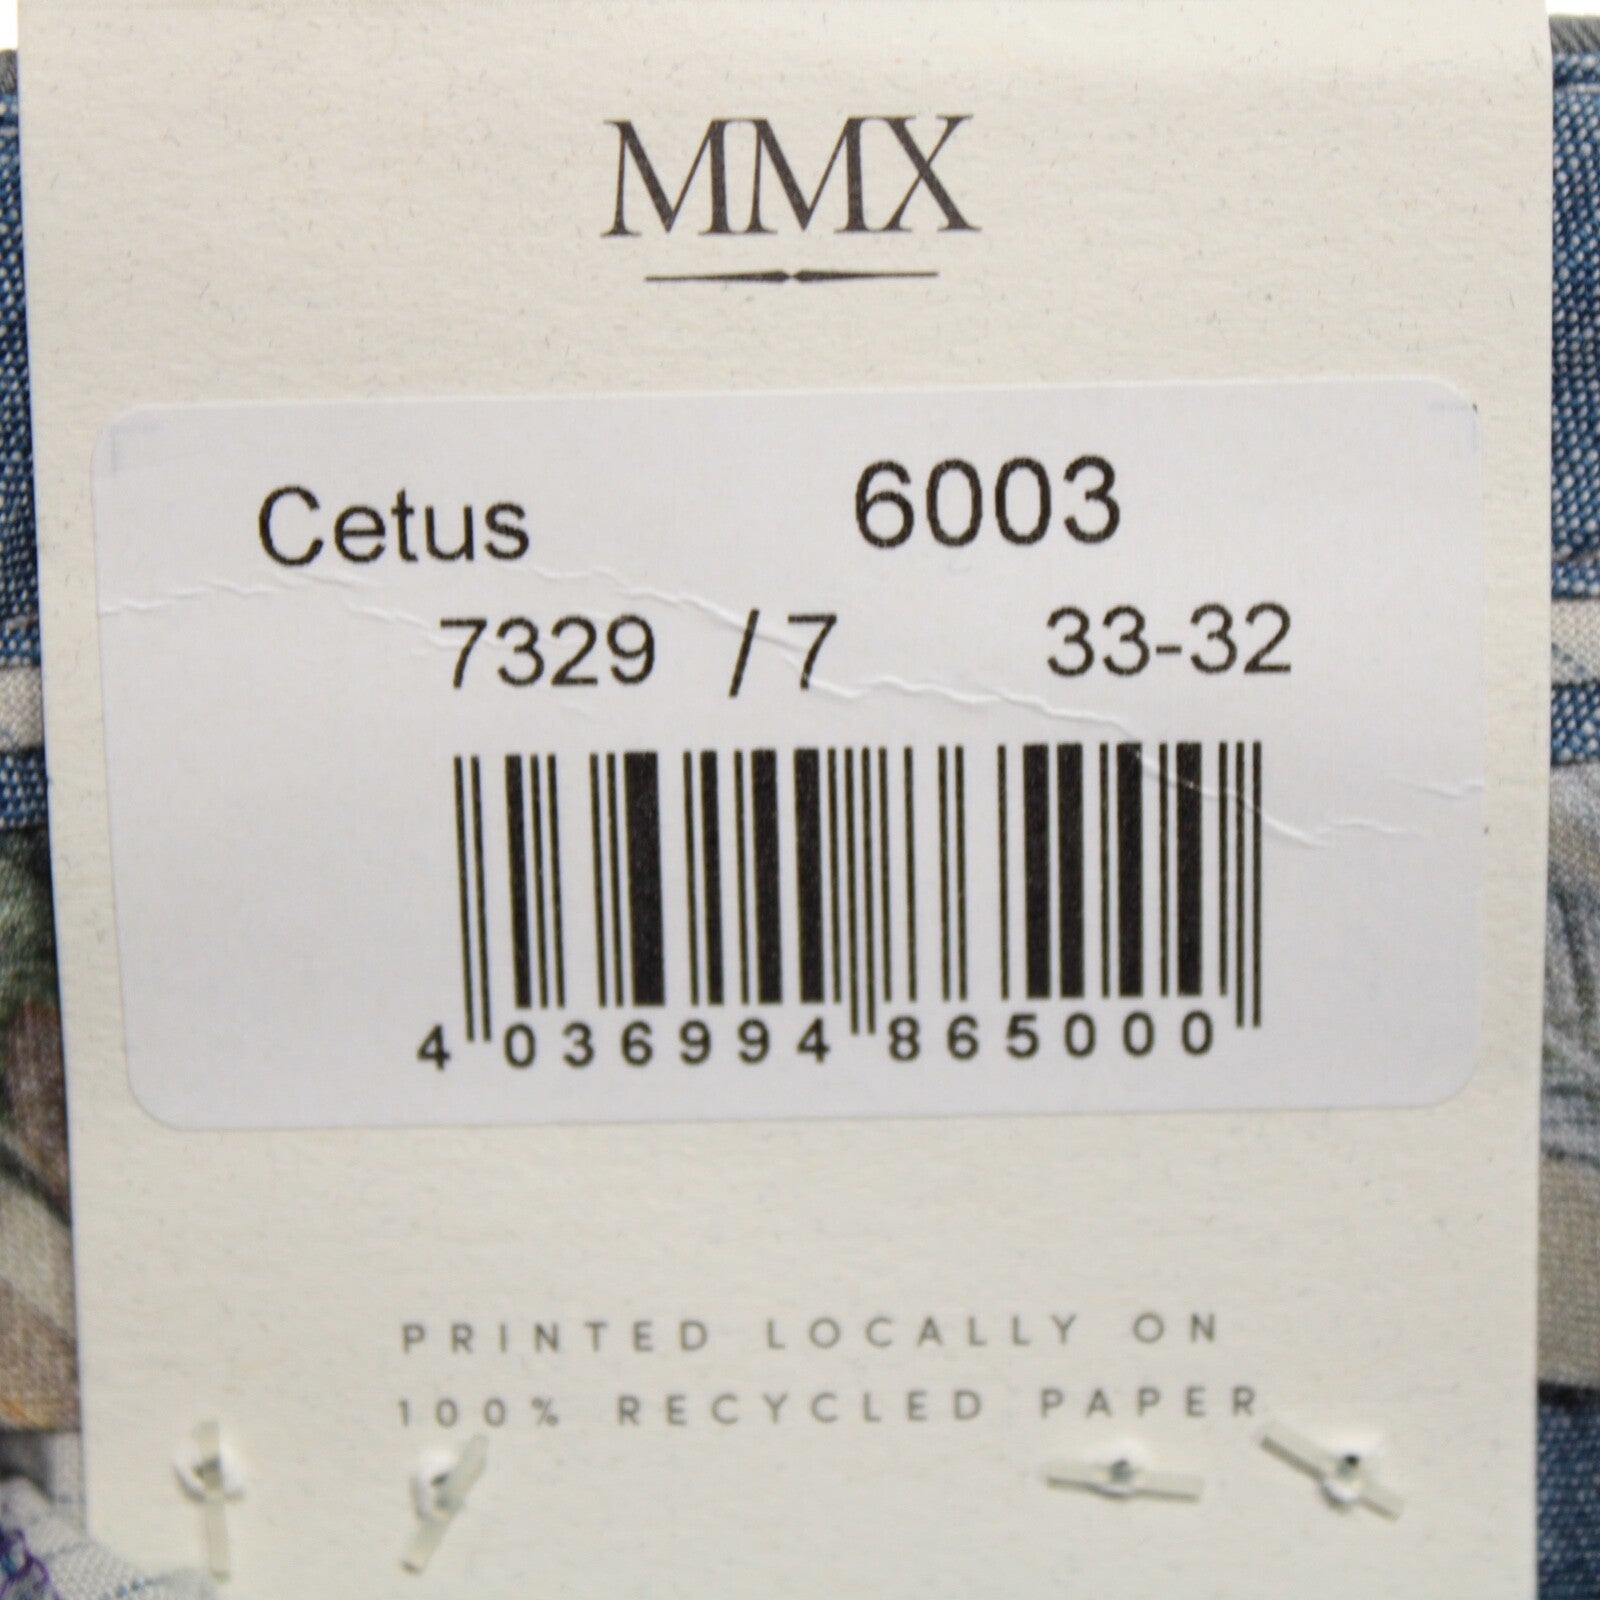 MMX
Cetus 6003
7329 / 7 33-32
4 036994 865000
PRINTED LOCALLY ON
100% RECYCLED PAPER